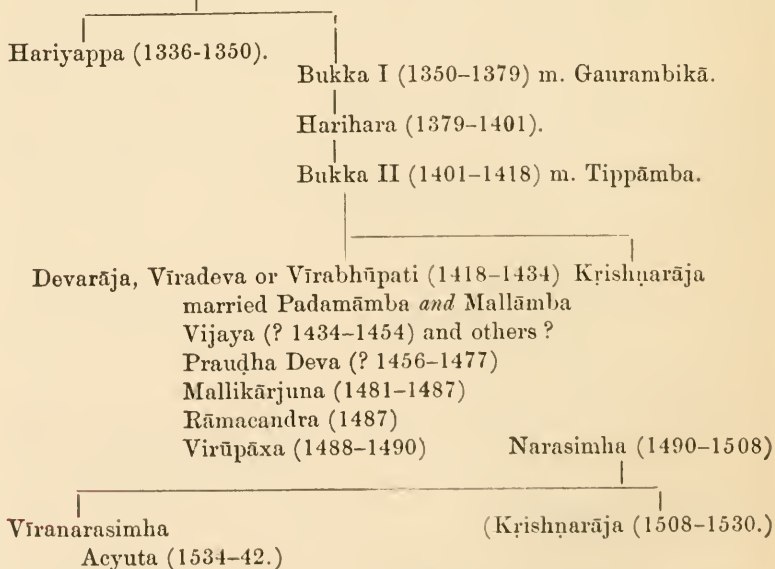 Hariyappa (1336-1350).
Bukka I (1350–1379) m. Gaurambikā.
Harihara (1379–1401).
Bukka II (1401–1418) m. Tippāmba.
Devarāja, Vīradeva or Vīrabhūpati (1418–1434) Kṛishṇarāja
married Padamāmba and Mallāmba
Vijaya (? 1434–1454) and others ?
Prauḍha Deva (? 1456–1477)
Mallikārjuna (1481–1487)
Rāmacandra (1487)
Virūpāxa (1488–1490) Narasimha (1490–1508)
Vīranarasimha (Kṛishṇarāja (1508–1530.)
Acyuta (1534–42.)